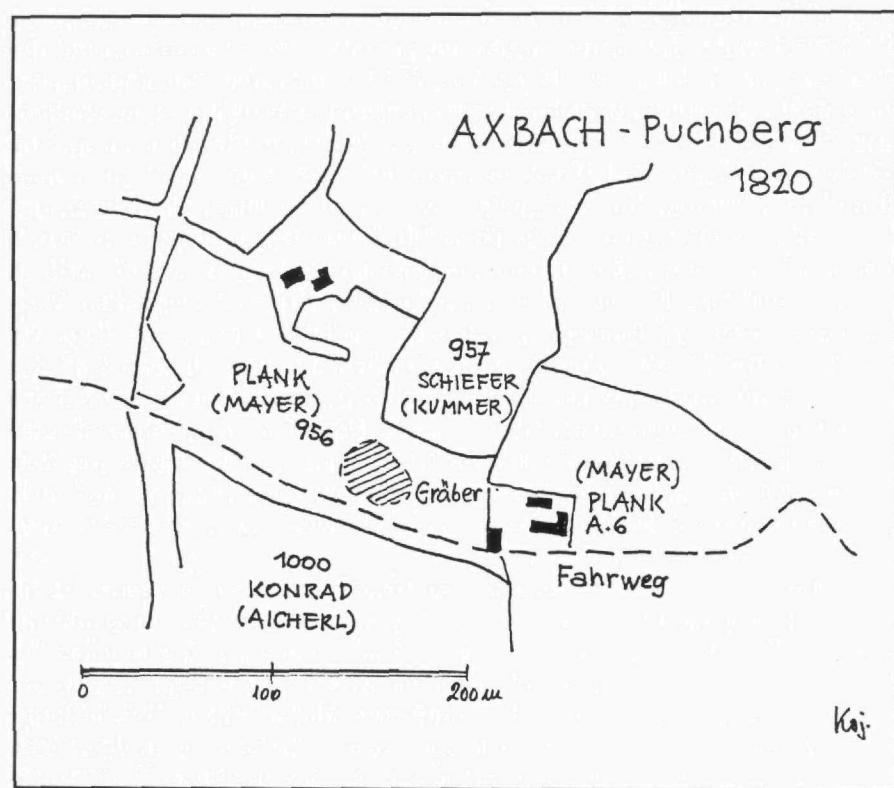 AXBACH - Puchberg
1820
957
SCHIEFER
(KUMMER)
PLANK
(MAYER)
956
Gräber
(MAYER)
PLANK
A.6
Fahrweg
1000
KONRAD
(AICHERL)
0 100 200 m
Koj.